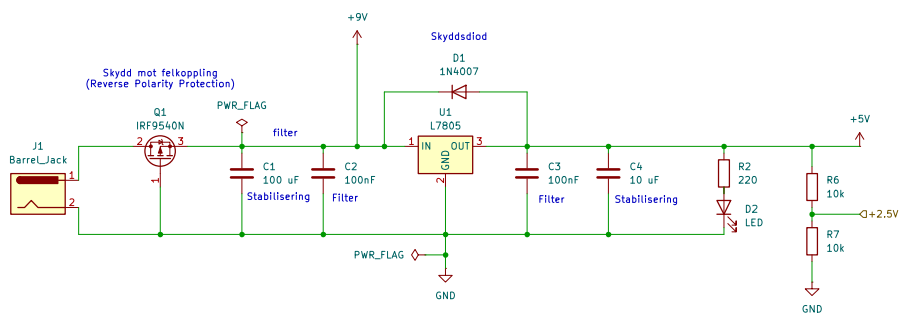 +9V
Skyddsdiod
D1
1N4007
Skydd mot felkoppling
(Reverse Polarity Protection)
PWR_FLAG
Q1
IRF9540N
filter
U1
L7805
+5V
J1
Barrel_Jack
2
3
1
IN
OUT
3
GND
1
1
2
2
C1
100 uF
Stabilisering
C2
100nF
Filter
C3
100nF
Filter
C4
10 uF
Stabilisering
R2
220
D2
LED
R6
10k
+2.5V
R7
10k
PWR_FLAG
GND
GND